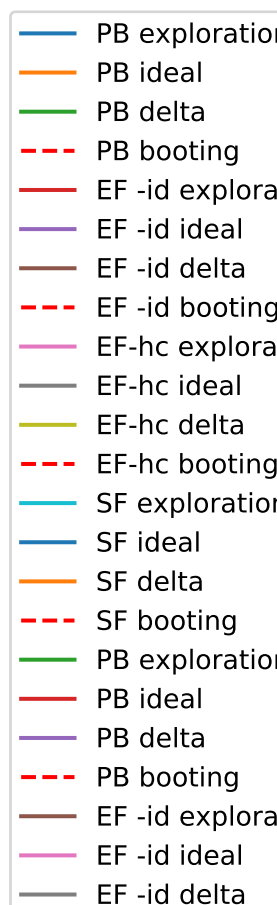 PB exploration
PB ideal
PB delta
PB booting
EF -id explora
EF -id ideal
EF -id delta
EF -id booting
EF-hc explora
EF-hc ideal
EF-hc delta
EF-hc booting
SF exploration
SF ideal
SF delta
SF booting
PB exploration
PB ideal
PB delta
PB booting
EF -id explora
EF -id ideal
EF -id delta